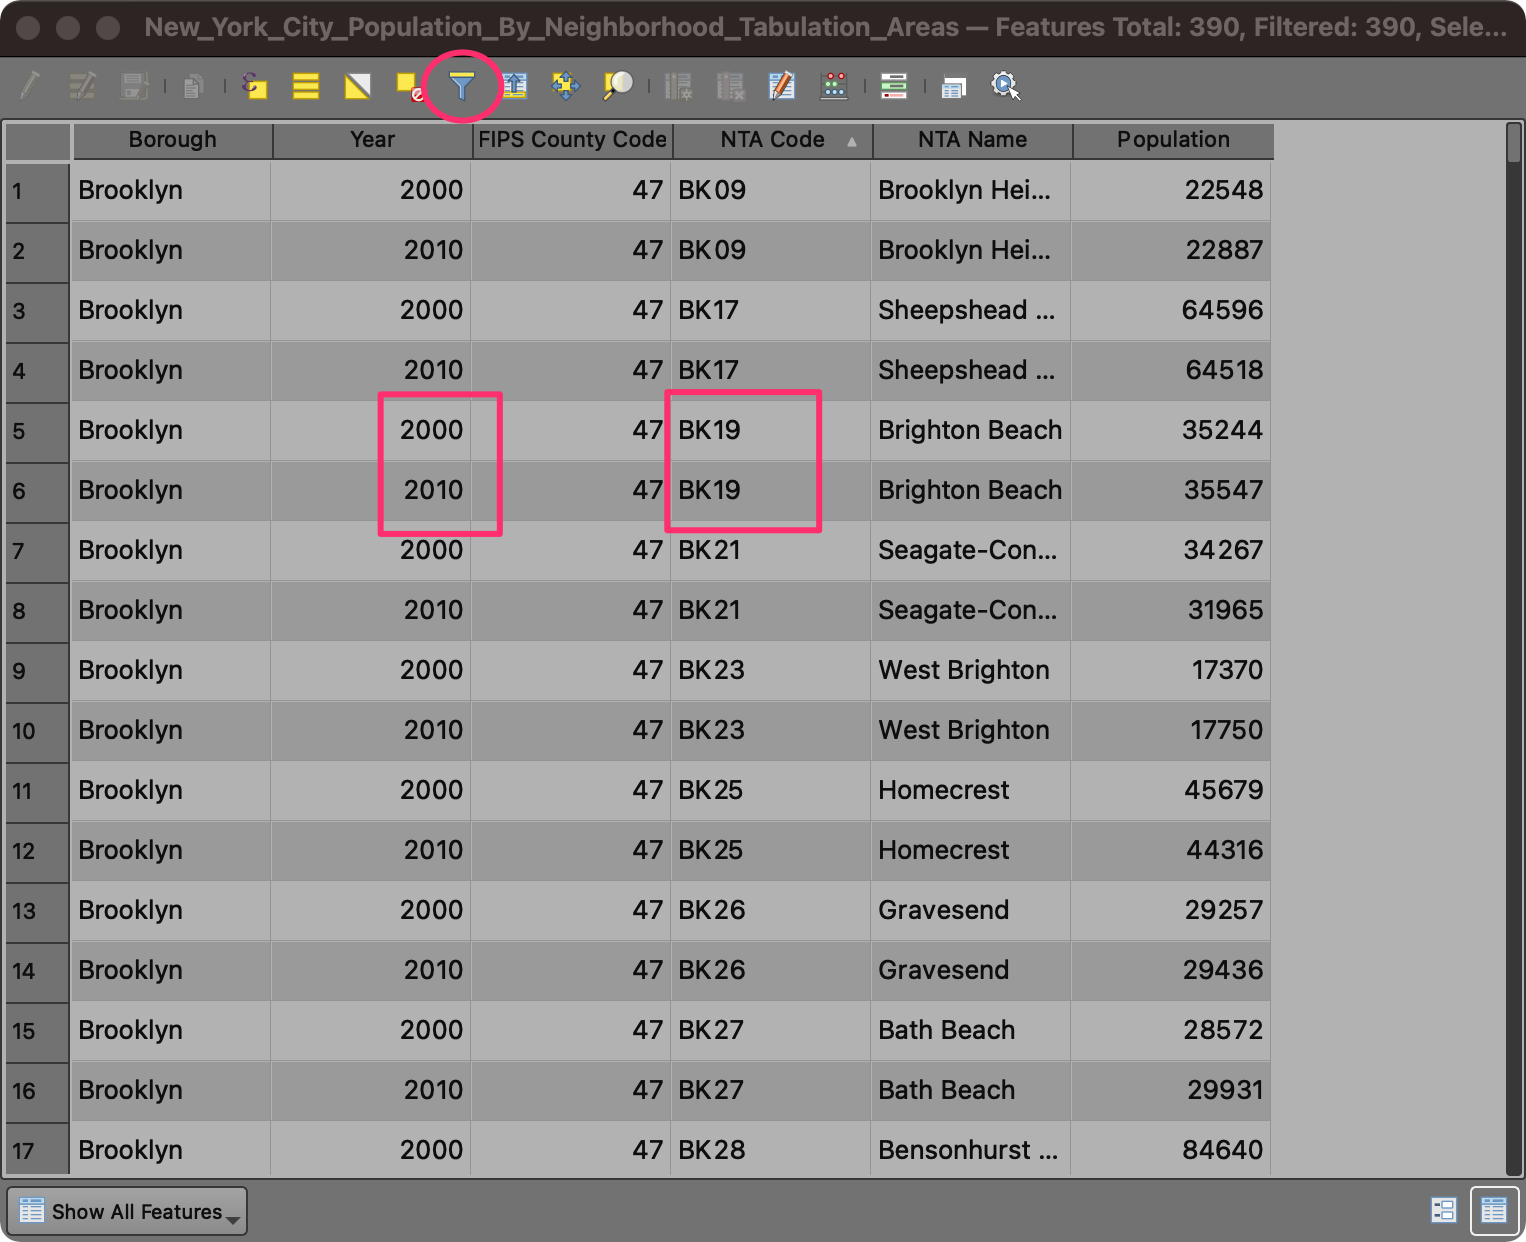 New_York_City_Population_By_Neighborhood_Tabulation_Areas — Features Total: 390, Filtered: 390, Sele...
Borough Year FIPS County Code NTA Code NTA Name Population
1 Brooklyn 2000 47 BK09 Brooklyn Hei... 22548
2 Brooklyn 2010 47 BK09 Brooklyn Hei... 22887
3 Brooklyn 2000 47 BK17 Sheepshead ... 64596
4 Brooklyn 2010 47 BK17 Sheepshead ... 64518
5 Brooklyn 2000 47 BK19 Brighton Beach 35244
6 Brooklyn 2010 47 BK19 Brighton Beach 35547
7 Brooklyn 2000 47 BK21 Seagate-Con... 34267
8 Brooklyn 2010 47 BK21 Seagate-Con... 31965
9 Brooklyn 2000 47 BK23 West Brighton 17370
10 Brooklyn 2010 47 BK23 West Brighton 17750
11 Brooklyn 2000 47 BK25 Homecrest 45679
12 Brooklyn 2010 47 BK25 Homecrest 44316
13 Brooklyn 2000 47 BK26 Gravesend 29257
14 Brooklyn 2010 47 BK26 Gravesend 29436
15 Brooklyn 2000 47 BK27 Bath Beach 28572
16 Brooklyn 2010 47 BK27 Bath Beach 29931
17 Brooklyn 2000 47 BK28 Bensonhurst ... 84640
Show All Features